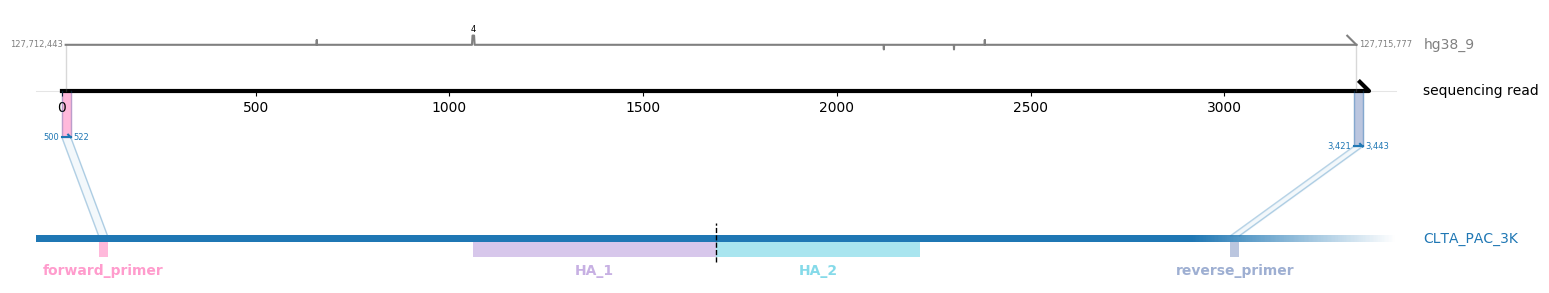 4
127,712,443 127,715,777 hg38_9
sequencing read
0 500 1000 1500 2000 2500 3000
500 522
3,421 3,443
CLTA_PAC_3K
forward_primer HA_1 HA_2 reverse_primer